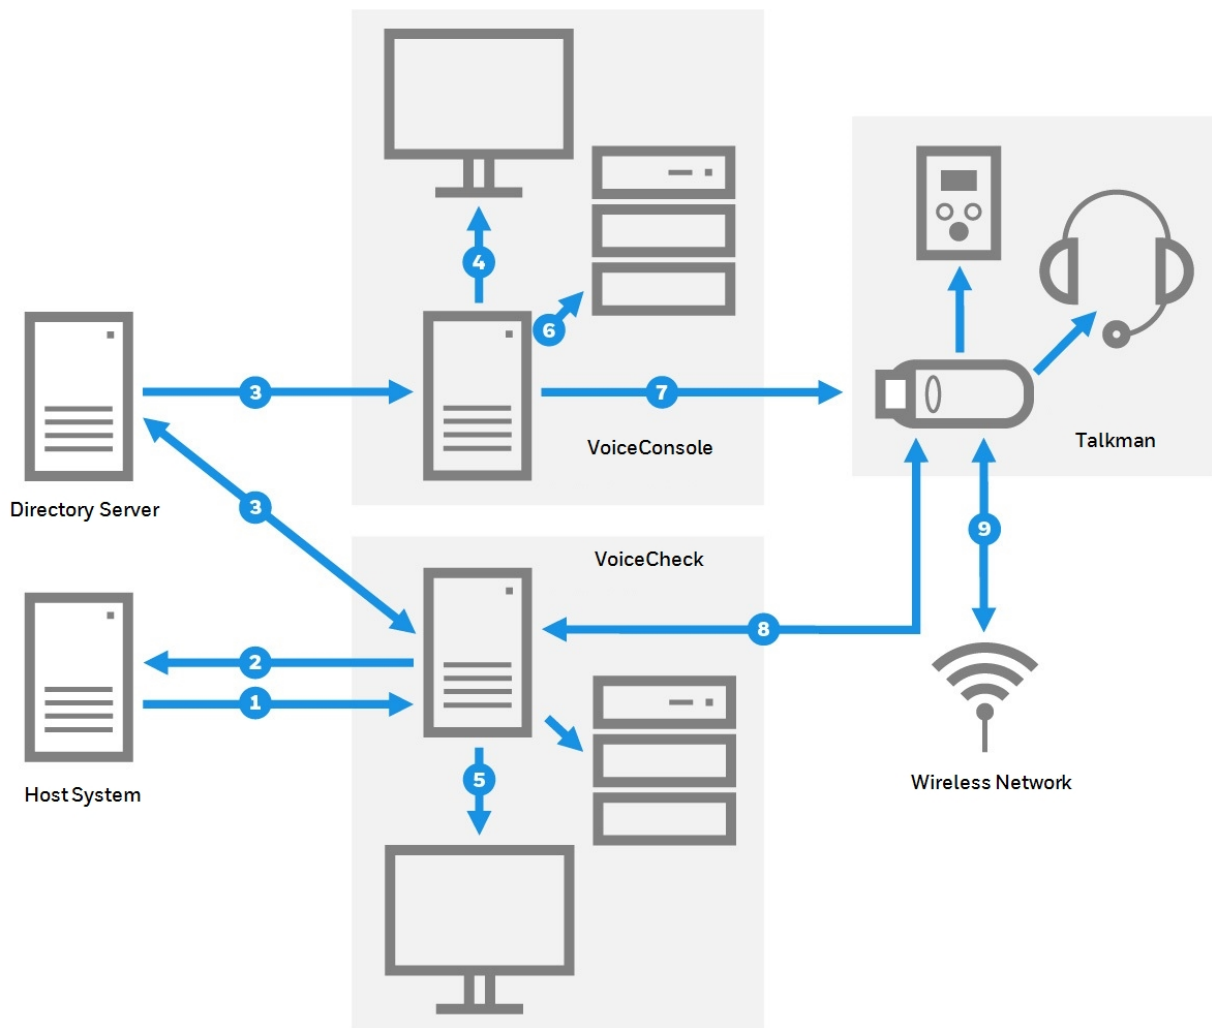 4
6
3
7
VoiceConsole
Talkman
Directory Server
3
9
VoiceCheck
8
2
1
Host System
5
Wireless Network